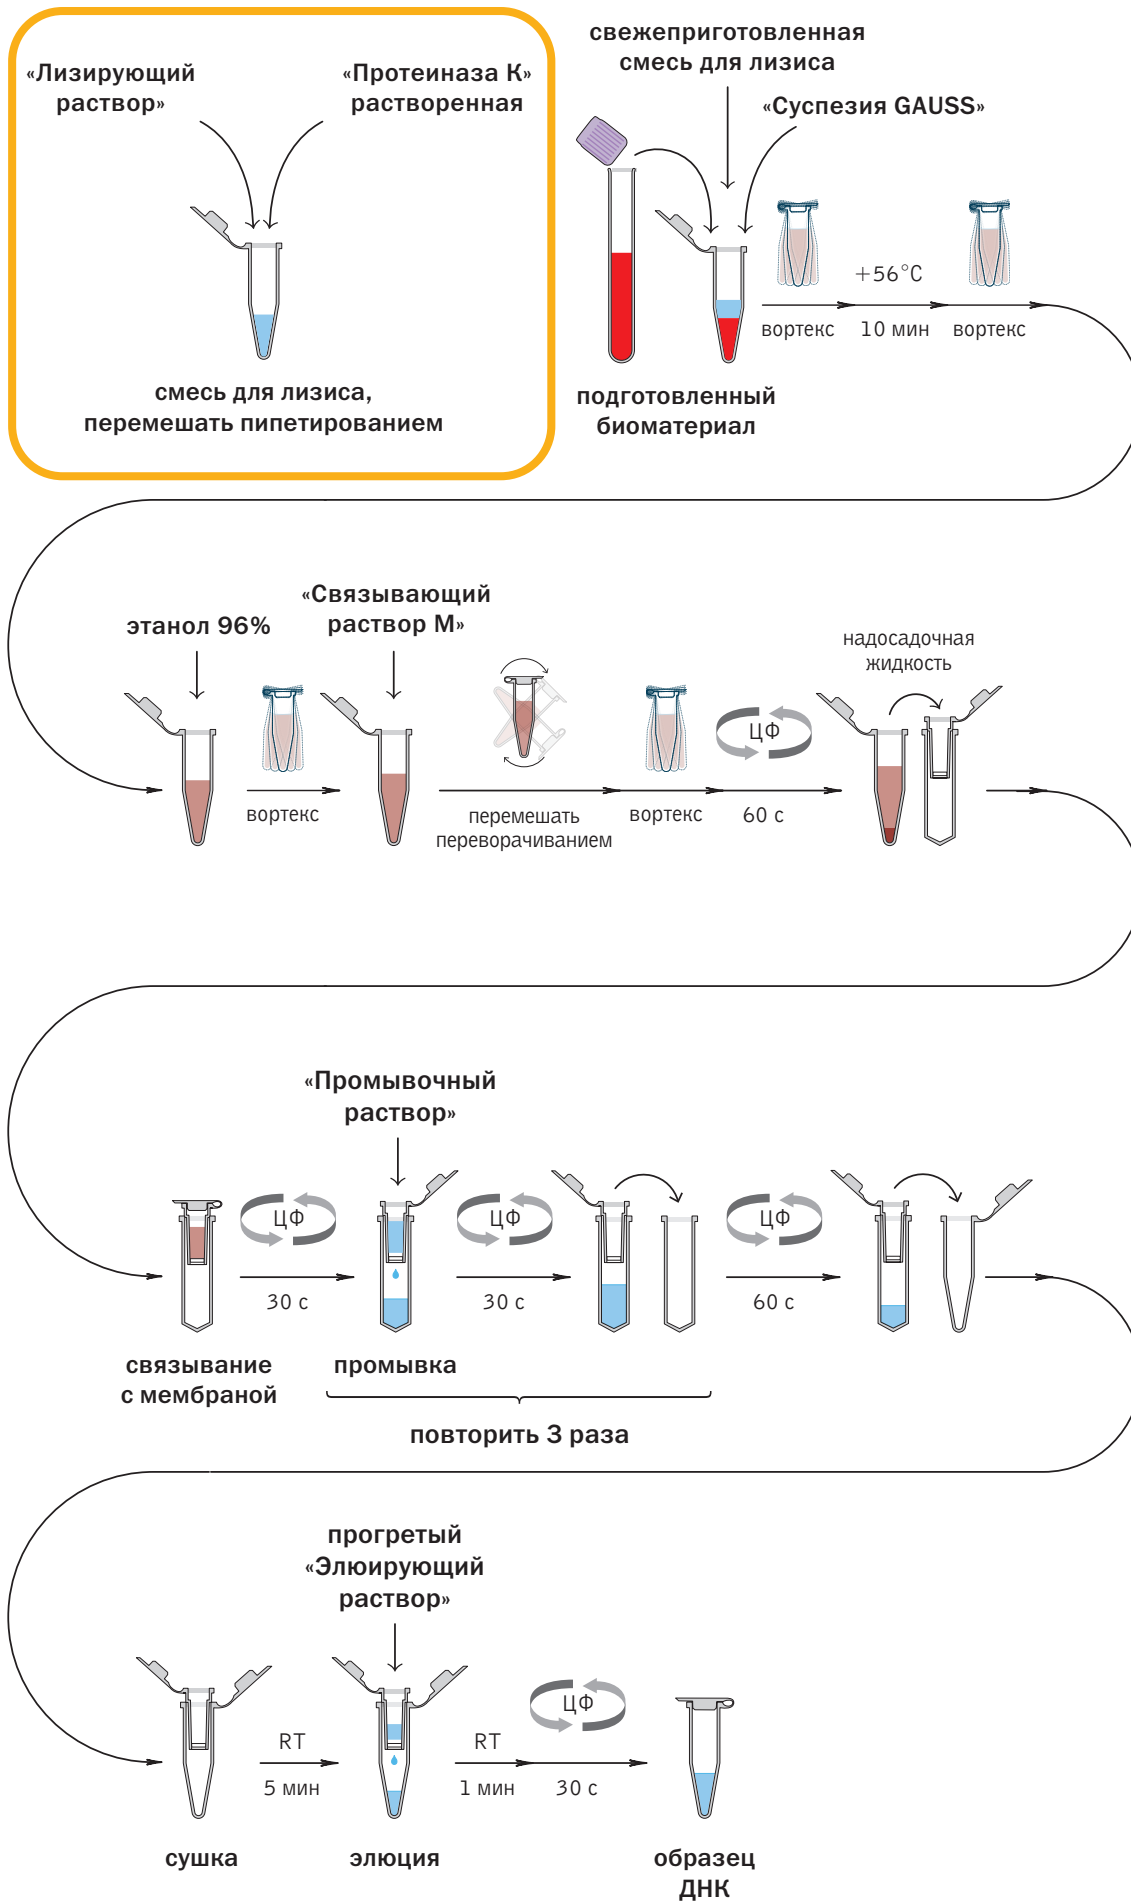 «Лизирующий
раствор»
«Протеиназа К»
растворенная
смесь для лизиса,
перемешать пипетированием
свежеприготовленная
смесь для лизиса
«Суспезия GAUSS»
подготовленный
биоматериал
вортекс
+56°C
10 мин
вортекс
этанол 96%
вортекс
«Связывающий
раствор М»
перемешать
переворачиванием
вортекс
ЦФ
60 с
надосадочная
жидкость
связывание
с мембраной
ЦФ
30 с
«Промывочный
раствор»
промывка
ЦФ
30 с
повторить 3 раза
ЦФ
60 с
сушка
RT
5 мин
прогретый
«Элюирующий
раствор»
элюция
RT
1 мин
ЦФ
30 с
образец
ДНК